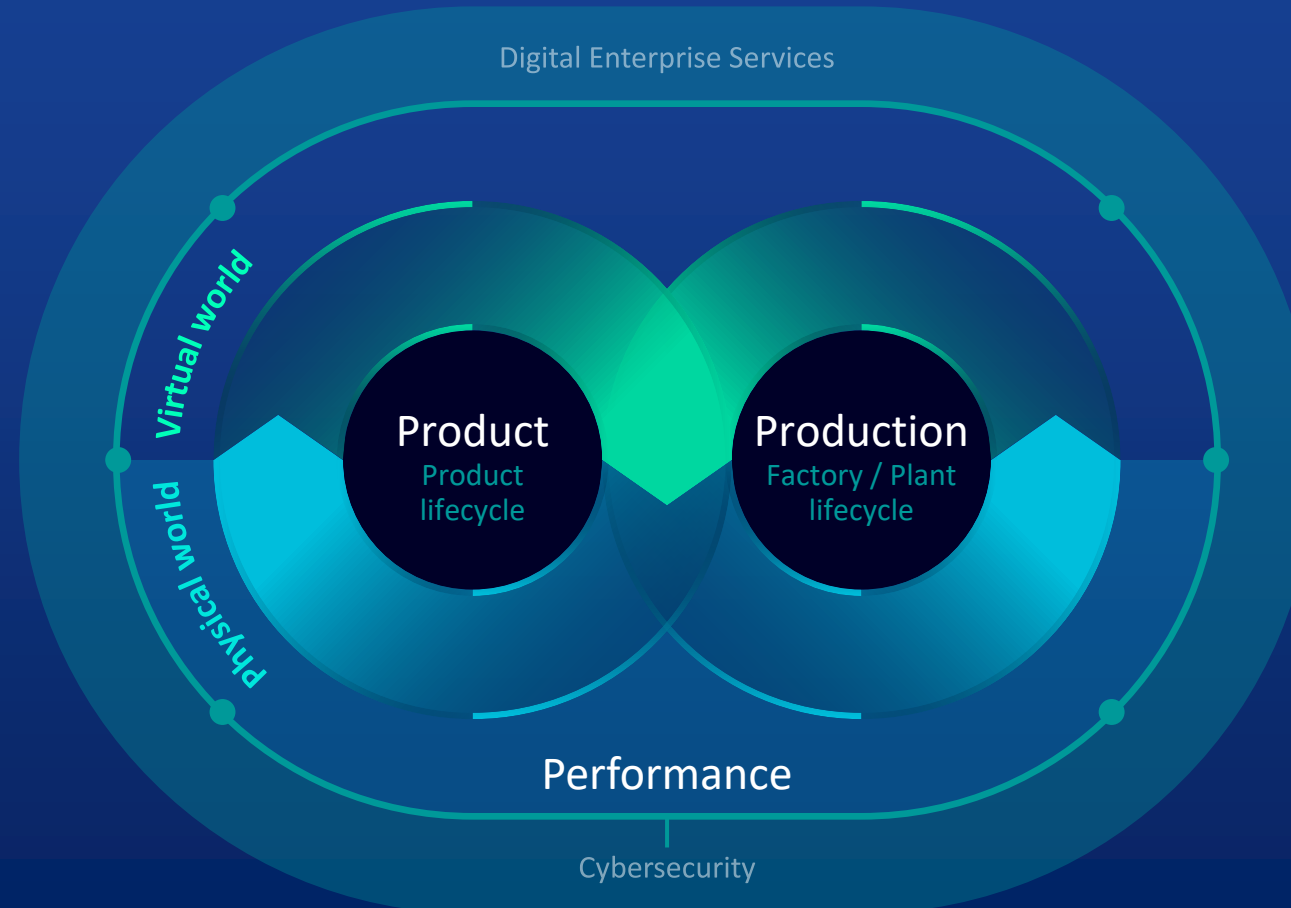 Digital Enterprise Services
Virtual world
Physical world
Product
Product
lifecycle
Production
Factory / Plant
lifecycle
Performance
Cybersecurity